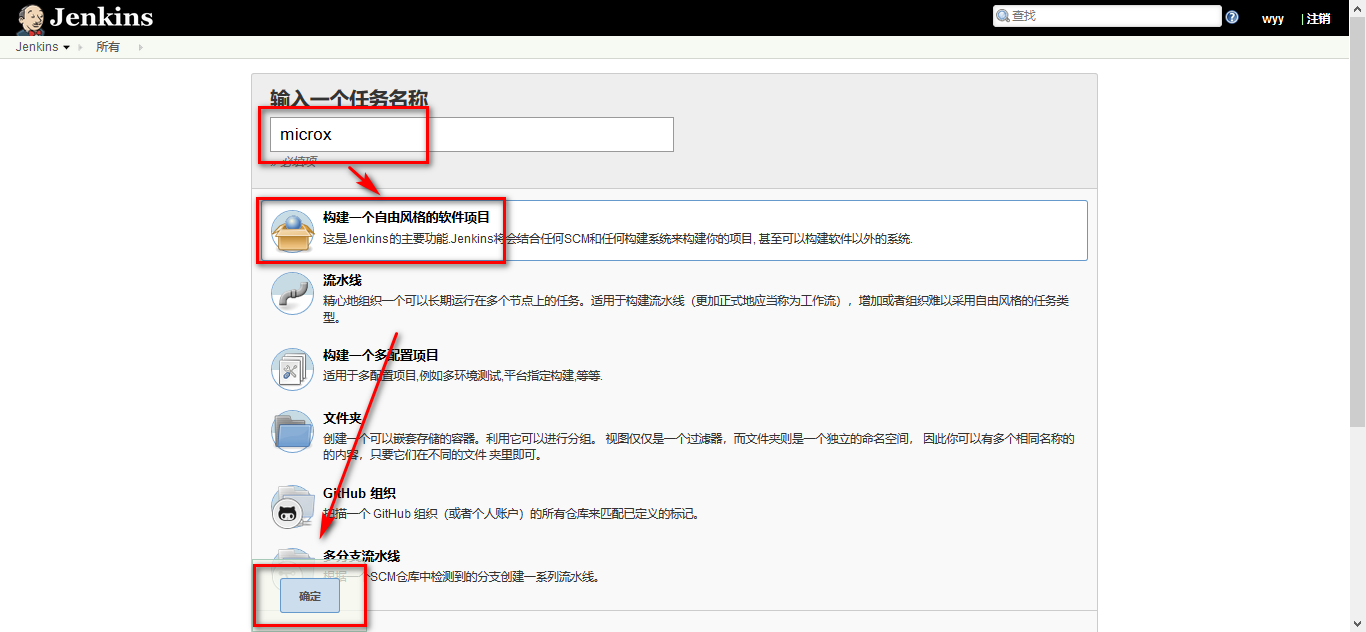 Jenkins
查找
wyy
| 注销
Jenkins
所有
输入一个任务名称
microx
» 必填项
构建一个自由风格的软件项目
这是Jenkins的主要功能.Jenkins将会结合任何SCM和任何构建系统来构建你的项目, 甚至可以构建软件以外的系统.
流水线
精心地组织一个可以长期运行在多个节点上的任务。适用于构建流水线（更加正式地应当称为工作流），增加或者组织难以采用自由风格的任务类
型。
构建一个多配置项目
适用于多配置项目,例如多环境测试,平台指定构建,等等.
文件夹
创建一个可以嵌套存储的容器。利用它可以进行分组。 视图仅仅是一个过滤器，而文件夹则是一个独立的命名空间， 因此你可以有多个相同名称的
的内容，只要它们在不同的文件 夹里即可。
GitHub 组织
扫描一个 GitHub 组织（或者个人账户）的所有仓库来匹配已定义的标记。
多分支流水线
根据一个SCM仓库中检测到的分支创建一系列流水线。
确定